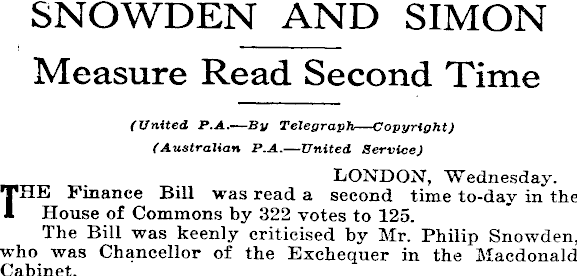 SNOWDEN AND SIMON
Measure Read Second Time
(United P.A.—By Telegraph—Copyright)
(Australian P.A.—United Service)
LONDON, Wednesday.
THE Finance Bill was read a second time to-day in the
House of Commons by 322 votes to 125.
The Bill was keenly criticised by Mr. Philip Snowden,
who was Chancellor of the Exchequer in the Macdonald
Cabinet.